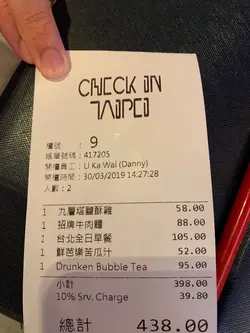 CHECK IN
TAIPEI
檯號 : 9
帳單號碼 : 417205
開檯員工 : Li Ka Wai (Danny)
開檯時間 : 30/03/2019 14:27:28
人數 : 2
1 九層塔鹽酥雞 58.00
1 招牌牛肉麵 88.00
1 台北全日早餐 105.00
1 鮮芭樂苦瓜汁 52.00
1 Drunken Bubble Tea 95.00
小計 398.00
10% Srv. Charge 39.80
總計 438.00